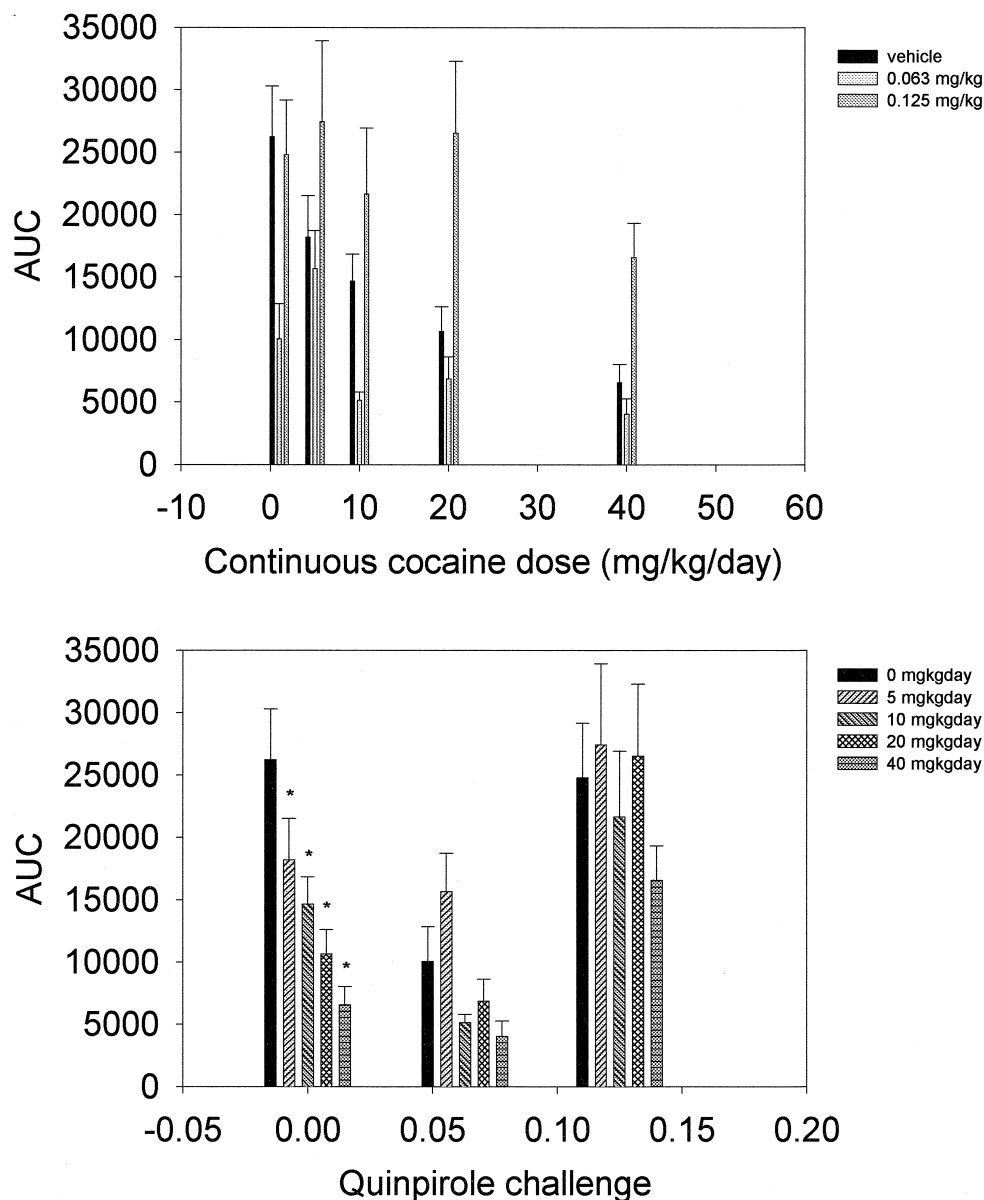 35000
30000
25000
20000
15000
10000
5000
0
AUC
-10 0 10 20 30 40 50 60
Continuous cocaine dose (mg/kg/day)
vehicle
0.063 mg/kg
0.125 mg/kg
35000
30000
25000
20000
15000
10000
5000
0
AUC
* * * *
-0.05 0.00 0.05 0.10 0.15 0.20
Quinpirole challenge
0 mgkgday
5 mgkgday
10 mgkgday
20 mgkgday
40 mgkgday